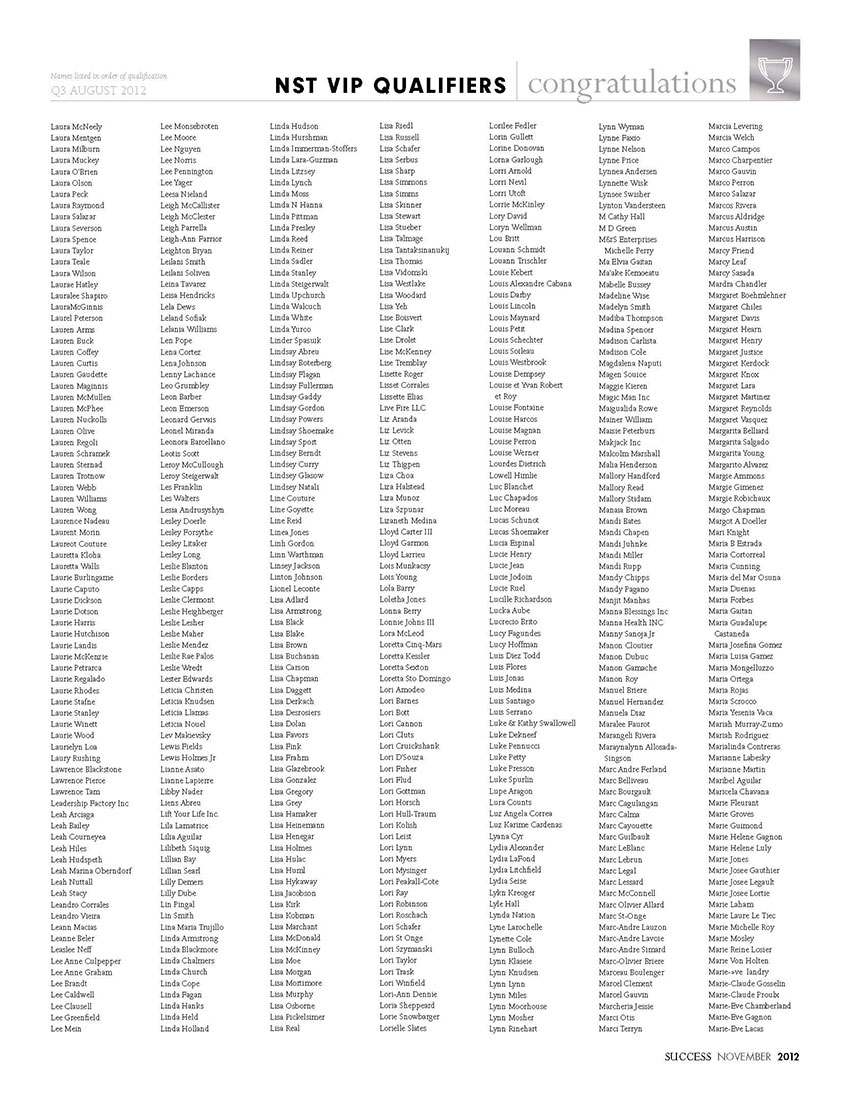 Names listed in order of qualification
Q3 AUGUST 2012
NST VIP QUALIFIERS
congratulations
Laura McNeely
Laura Mentgen
Laura Milburn
Laura Muckey
Laura O'Brien
Laura Olson
Laura Peck
Laura Raymond
Laura Salazar
Laura Severson
Laura Spence
Laura Taylor
Laura Teale
Laura Wilson
Laurae Hatley
Lauralee Shapiro
LauraMcGinnis
Laurel Peterson
Lauren Arms
Lauren Buck
Lauren Coffey
Lauren Curtis
Lauren Gaudette
Lauren Maginnis
Lauren McMullen
Lauren McPhee
Lauren Nuckolls
Lauren Olive
Lauren Regoli
Lauren Schramek
Lauren Sternad
Lauren Trotnow
Lauren Webb
Lauren Williams
Lauren Wong
Laurence Nadeau
Laurent Morin
Laureot Couture
Lauretta Kloha
Lauretta Walls
Laurie Burlingame
Laurie Caputo
Laurie Dickson
Laurie Dotson
Laurie Harris
Laurie Hutchison
Laurie Landis
Laurie McKenzie
Laurie Petrarca
Laurie Regalado
Laurie Rhodes
Laurie Stafne
Laurie Stanley
Laurie Winett
Laurie Wood
Laurielyn Loa
Laury Rushing
Lawrence Blackstone
Lawrence Pierce
Lawrence Tam
Leadership Factory Inc
Leah Arciaga
Leah Bailey
Leah Courneyea
Leah Hiles
Leah Hudspeth
Leah Marina Oberndorf
Leah Nuttall
Leah Stacy
Leandro Corrales
Leandro Vieira
Leann Macias
Leanne Beler
Leaslee Neff
Lee Anne Culpepper
Lee Anne Graham
Lee Brandt
Lee Caldwell
Lee Clausell
Lee Greenfield
Lee Mein
Lee Monsebroten
Lee Moore
Lee Nguyen
Lee Norris
Lee Pennington
Lee Yager
Leesa Nieland
Leigh McCallister
Leigh McClester
Leigh Parrella
Leigh-Ann Farrior
Leighton Bryan
Leilani Smith
Leilani Soliven
Leina Tavarez
Leisa Hendricks
Lela Dews
Leland Sofiak
Lelania Williams
Len Pope
Lena Cortez
Lena Johnson
Lenny Lachance
Leo Grumbley
Leon Barber
Leon Emerson
Leonard Gervais
Leonel Miranda
Leonora Barcellano
Leotis Scott
Leroy McCullough
Leroy Steigerwalt
Les Franklin
Les Walters
Lesia Andrusyshyn
Lesley Doerle
Lesley Forsythe
Lesley Litaker
Lesley Long
Leslie Blanton
Leslie Borders
Leslie Capps
Leslie Clermont
Leslie Heighberger
Leslie Lesher
Leslie Maher
Leslie Mendez
Leslie Rae Palos
Leslie Wredt
Lester Edwards
Leticia Christen
Leticia Knudsen
Leticia Llamas
Leticia Nouel
Lev Makievsky
Lewis Fields
Lewis Holmes Jr
Lianne Asato
Lianne Lapierre
Libby Nader
Liens Abreu
Lift Your Life Inc.
Lila Lamatrice
Lilia Aguilar
Lilibeth Siquig
Lillian Bay
Lillian Searl
Lilly Demers
Lilly Dube
Lin Pingal
Lin Smith
Lina Maria Trujillo
Linda Armstrong
Linda Blackmore
Linda Chalmers
Linda Church
Linda Cope
Linda Fagan
Linda Hanks
Linda Held
Linda Holland
Linda Hudson
Linda Hurshman
Linda Immerman-Stoffers
Linda Lara-Guzman
Linda Litzsey
Linda Lynch
Linda Moss
Linda N Hanna
Linda Pittman
Linda Presley
Linda Reed
Linda Reiner
Linda Sadler
Linda Stanley
Linda Steigerwalt
Linda Upchurch
Linda Walcuch
Linda White
Linda Yurco
Linder Spasuik
Lindsay Abreu
Lindsay Boterberg
Lindsay Flagan
Lindsay Fullerman
Lindsay Gaddy
Lindsay Gordon
Lindsay Powers
Lindsay Shoemake
Lindsay Sport
Lindsey Berndt
Lindsey Curry
Lindsey Glasow
Lindsey Natali
Line Couture
Line Goyette
Line Reid
Linea Jones
Linh Gordon
Linn Warthman
Linsey Jackson
Linton Johnson
Lionel Leconte
Lisa Adlard
Lisa Armstrong
Lisa Black
Lisa Blake
Lisa Brown
Lisa Buchanan
Lisa Carson
Lisa Chapman
Lisa Daggett
Lisa Derkach
Lisa Desrosiers
Lisa Dolan
Lisa Favors
Lisa Fink
Lisa Frahm
Lisa Glazebrook
Lisa Gonzalez
Lisa Gregory
Lisa Grey
Lisa Hamaker
Lisa Heinemann
Lisa Henegar
Lisa Holmes
Lisa Hulac
Lisa Huml
Lisa Hykaway
Lisa Jacobson
Lisa Kirk
Lisa Kobman
Lisa Marchant
Lisa McDonald
Lisa McKinney
Lisa Moe
Lisa Morgan
Lisa Mortimore
Lisa Murphy
Lisa Osborne
Lisa Pickelsimer
Lisa Real
Lisa Riedl
Lisa Russell
Lisa Schafer
Lisa Serbus
Lisa Sharp
Lisa Simmons
Lisa Simms
Lisa Skinner
Lisa Stewart
Lisa Stueber
Lisa Talmage
Lisa Tantaksinanukij
Lisa Thomas
Lisa Vidomski
Lisa Westlake
Lisa Woodard
Lisa Yeh
Lise Boisvert
Lise Clark
Lise Drolet
Lise McKenney
Lise Tremblay
Lisette Roger
Lisset Corrales
Lissette Elias
Live Fire LLC
Liz Aranda
Liz Levick
Liz Otten
Liz Stevens
Liz Thigpen
Liza Choa
Liza Halstead
Liza Munoz
Liza Szpunar
Lizaneth Medina
Lloyd Carter III
Lloyd Garmon
Lloyd Larrieu
Lois Munkacsy
Lois Young
Lola Barry
Loletha Jones
Lonna Berry
Lonnie Johns III
Lora McLeod
Loretta Cinq-Mars
Loretta Kessler
Loretta Sexton
Loretta Sto Domingo
Lori Amodeo
Lori Barnes
Lori Bott
Lori Cannon
Lori Cluts
Lori Cruickshank
Lori D'Souza
Lori Fisher
Lori Flud
Lori Gottman
Lori Horsch
Lori Hull-Traum
Lori Kolish
Lori Leist
Lori Lynn
Lori Myers
Lori Mysinger
Lori Peakall-Cote
Lori Ray
Lori Robinson
Lori Roschach
Lori Schafer
Lori St Onge
Lori Szymanski
Lori Taylor
Lori Trask
Lori Winfield
Lori-Ann Dennie
Loria Sheppeard
Lorie Snowbarger
Lorielle Slates
Lorilee Fedler
Lorin Gullett
Lorine Donovan
Lorna Garlough
Lorri Arnold
Lorri Nevil
Lorri Utoft
Lorrie McKinley
Lory David
Loryn Wellman
Lou Britt
Louann Schmidt
Louann Trischler
Louie Kebert
Louis Alexandre Cabana
Louis Darby
Louis Lincoln
Louis Maynard
Louis Petit
Louis Schechter
Louis Soileau
Louis Westbrook
Louise Dempsey
Louise et Yvan Robert
et Roy
Louise Fontaine
Louise Harcos
Louise Magnan
Louise Perron
Louise Werner
Lourdes Dietrich
Lowell Himlie
Luc Blanchet
Luc Chapados
Luc Moreau
Lucas Schunot
Lucas Shoemaker
Lucia Espinal
Lucie Henry
Lucie Jean
Lucie Jodoin
Lucie Ruel
Lucille Richardson
Lucka Aube
Lucrecio Brito
Lucy Fagundes
Lucy Hoffman
Luis Diez Todd
Luis Flores
Luis Jonas
Luis Medina
Luis Santiago
Luis Serrano
Luke & Kathy Swallowell
Luke Dekneef
Luke Pennucci
Luke Petty
Luke Presson
Luke Spurlin
Lupe Aragon
Lura Counts
Luz Angela Correa
Luz Karime Cardenas
Lyana Cyr
Lydia Alexander
Lydia LaFond
Lydia Litchfield
Lydia Seise
Lykn Kreoger
Lyle Hall
Lynda Nation
Lyne Larochelle
Lynette Cole
Lynn Bulloch
Lynn Klaseie
Lynn Knudsen
Lynn Lynn
Lynn Miles
Lynn Moorhouse
Lynn Mosher
Lynn Rinehart
Lynn Wyman
Lynne Faxio
Lynne Nelson
Lynne Price
Lynnea Andersen
Lynnette Wisk
Lynsee Swisher
Lynton Vandersteen
M Cathy Hall
M D Green
M&S Enterprises
Michelle Perry
Ma Elvia Gaitan
Ma'ake Kemoeatu
Mabelle Bussey
Madeline Wise
Madelyn Smith
Madiba Thompson
Madina Spencer
Madison Carlista
Madison Cole
Magdalena Naputi
Magen Souice
Maggie Kieren
Magic Man Inc
Maigualida Rowe
Mainer William
Maisie Peterburs
Makjack Inc
Malcolm Marshall
Malia Henderson
Mallory Handford
Mallory Read
Mallory Stidam
Manaia Brown
Mandi Bates
Mandi Chapen
Mandi Juhnke
Mandi Miller
Mandi Rupp
Mandy Chipps
Mandy Pagano
Manjit Manhas
Manna Blessings Inc
Manna Health INC
Manny Sanoja Jr
Manon Cloutier
Manon Dubuc
Manon Gamache
Manon Roy
Manuel Briere
Manuel Hernandez
Manuela Diaz
Maralee Faurot
Marangeli Rivera
Maraynalynn Allosada-
Singson
Marc Andre Ferland
Marc Belliveau
Marc Bourgault
Marc Cagulangan
Marc Calma
Marc Cayouette
Marc Guilbault
Marc LeBlanc
Marc Lebrun
Marc Legal
Marc Lessard
Marc McConnell
Marc Olivier Allard
Marc St-Onge
Marc-Andre Lauzon
Marc-Andre Lavoie
Marc-Andre Simard
Marc-Olivier Briere
Marceau Boulenger
Marcel Clement
Marcel Gauvin
Marcheria Jessie
Marci Otis
Marci Terryn
Marcia Levering
Marcia Welch
Marco Campos
Marco Charpentier
Marco Gauvin
Marco Perron
Marco Salazar
Marcos Rivera
Marcus Aldridge
Marcus Austin
Marcus Harrison
Marcy Friend
Marcy Leaf
Marcy Sasada
Mardra Chandler
Margaret Boehmlehner
Margaret Chiles
Margaret Davis
Margaret Hearn
Margaret Henry
Margaret Justice
Margaret Kerdock
Margaret Knox
Margaret Lara
Margaret Martinez
Margaret Reynolds
Margaret Vasquez
Margarita Belliard
Margarita Salgado
Margarita Young
Margarito Alvarez
Margie Ammons
Margie Gimenez
Margie Robichaux
Margo Chapman
Margot A Doeller
Mari Knight
Maria B Estrada
Maria Cortorreal
Maria Cunning
Maria del Mar Osuna
Maria Duenas
Maria Forbes
Maria Gaitan
Maria Guadalupe
Castaneda
Maria Josefina Gomez
Maria Luisa Gamez
Maria Mongelluzzo
Maria Ortega
Maria Rojas
Maria Scrocco
Maria Yesenia Vaca
Mariah Murray-Zumo
Mariah Rodriguez
Marialinda Contreras
Marianne Labesky
Marianne Martin
Maribel Aguilar
Maricela Chavana
Marie Fleurant
Marie Groves
Marie Guimond
Marie Helene Gagnon
Marie Helene Luly
Marie Jones
Marie Josee Gauthier
Marie Josee Legault
Marie Josee Lortie
Marie Laham
Marie Laure Le Tiec
Marie Michelle Roy
Marie Mosley
Marie Reine Losier
Marie Von Holten
Marie-»ve landry
Marie-Claude Gosselin
Marie-Claude Proulx
Marie-Eve Chamberland
Marie-Eve Gagnon
Marie-Eve Lacas
SUCCESS NOVEMBER 2012